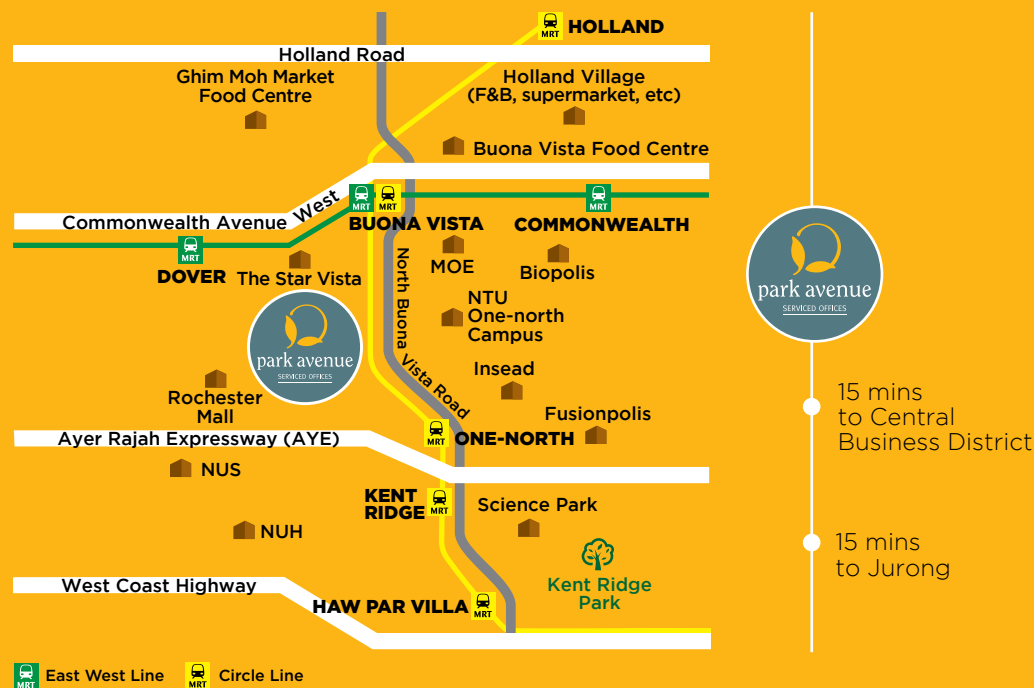 MRT
HOLLAND
Holland Road
Ghim Moh Market
Food Centre
Holland Village
(F&B, supermarket, etc)
Buona Vista Food Centre
Commonwealth Avenue West
MRT
MRT
MRT
BUONA VISTA
COMMONWEALTH
MRT
DOVER
The Star Vista
MOE
Biopolis
North Buona Vista Road
NTU
One-north
Campus
park avenue
SERVICED OFFICES
Insead
Rochester
Mall
Fusionpolis
Ayer Rajah Expressway (AYE)
MRT
ONE-NORTH
NUS
KENT
RIDGE
MRT
Science Park
NUH
Kent Ridge
Park
West Coast Highway
HAW PAR VILLA
MRT
MRT
East West Line
MRT
Circle Line
park avenue
SERVICED OFFICES
15 mins
to Central
Business District
15 mins
to Jurong